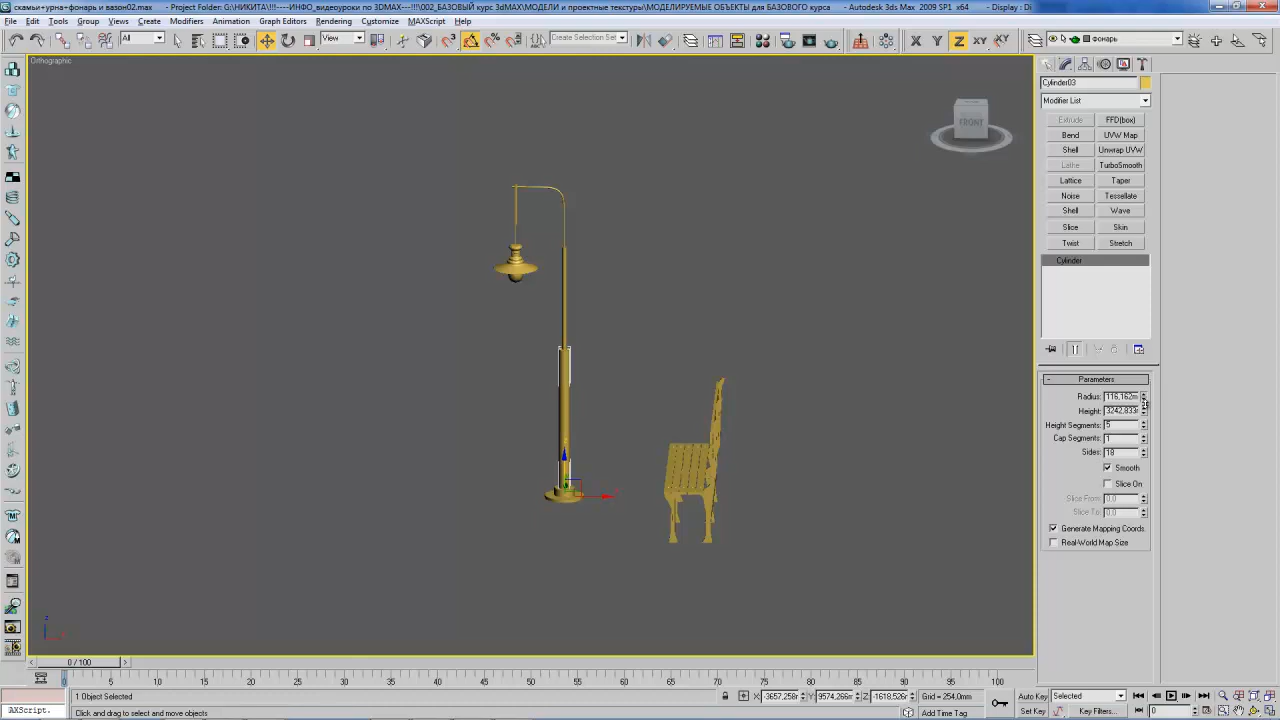 скамьи+урна+фонарь и вазон02.max - Project Folder: G:\НИКИТА\!!!----ИНФО_видеоуроки по 3DMAX---!!!\002_БАЗОВЫЙ курс 3dMAX\МОДЕЛИ и проектные текстуры\МОДЕЛИРУЕМЫЕ ОБЪЕКТЫ для БАЗОВОГО курса - Autodesk 3ds Max 2009 SP1 x64 - Display : Di
File Edit Tools Group Views Create Modifiers Animation Graph Editors Rendering Customize MAXScript Help
All View Create Selection Set X Y Z XY XY Фонарь
Orthographic
FRONT
Cylinder03
Modifier List
Extrude FFD(box)
Bend UVW Map
Shell Unwrap UVW
Lathe TurboSmooth
Lattice Taper
Noise Tessellate
Shell Wave
Slice Skin
Twist Stretch
Cylinder
Parameters
Radius: 116,162m
Height: 3242,833
Height Segments: 5
Cap Segments: 1
Sides: 18
Smooth
Slice On
Slice From: 0.0
Slice To: 0.0
Generate Mapping Coords.
Real-World Map Size
z
0 / 100
5 10 15 20 25 30 35 40 45 50 55 60 65 70 75 80 85 90 95 100
1 Object Selected X: -3657,258m Y: 9574,266m Z: -1618,526m Grid = 254,0mm Auto Key Selected
AXScript. Click and drag to select and move objects Add Time Tag Set Key Key Filters... 0